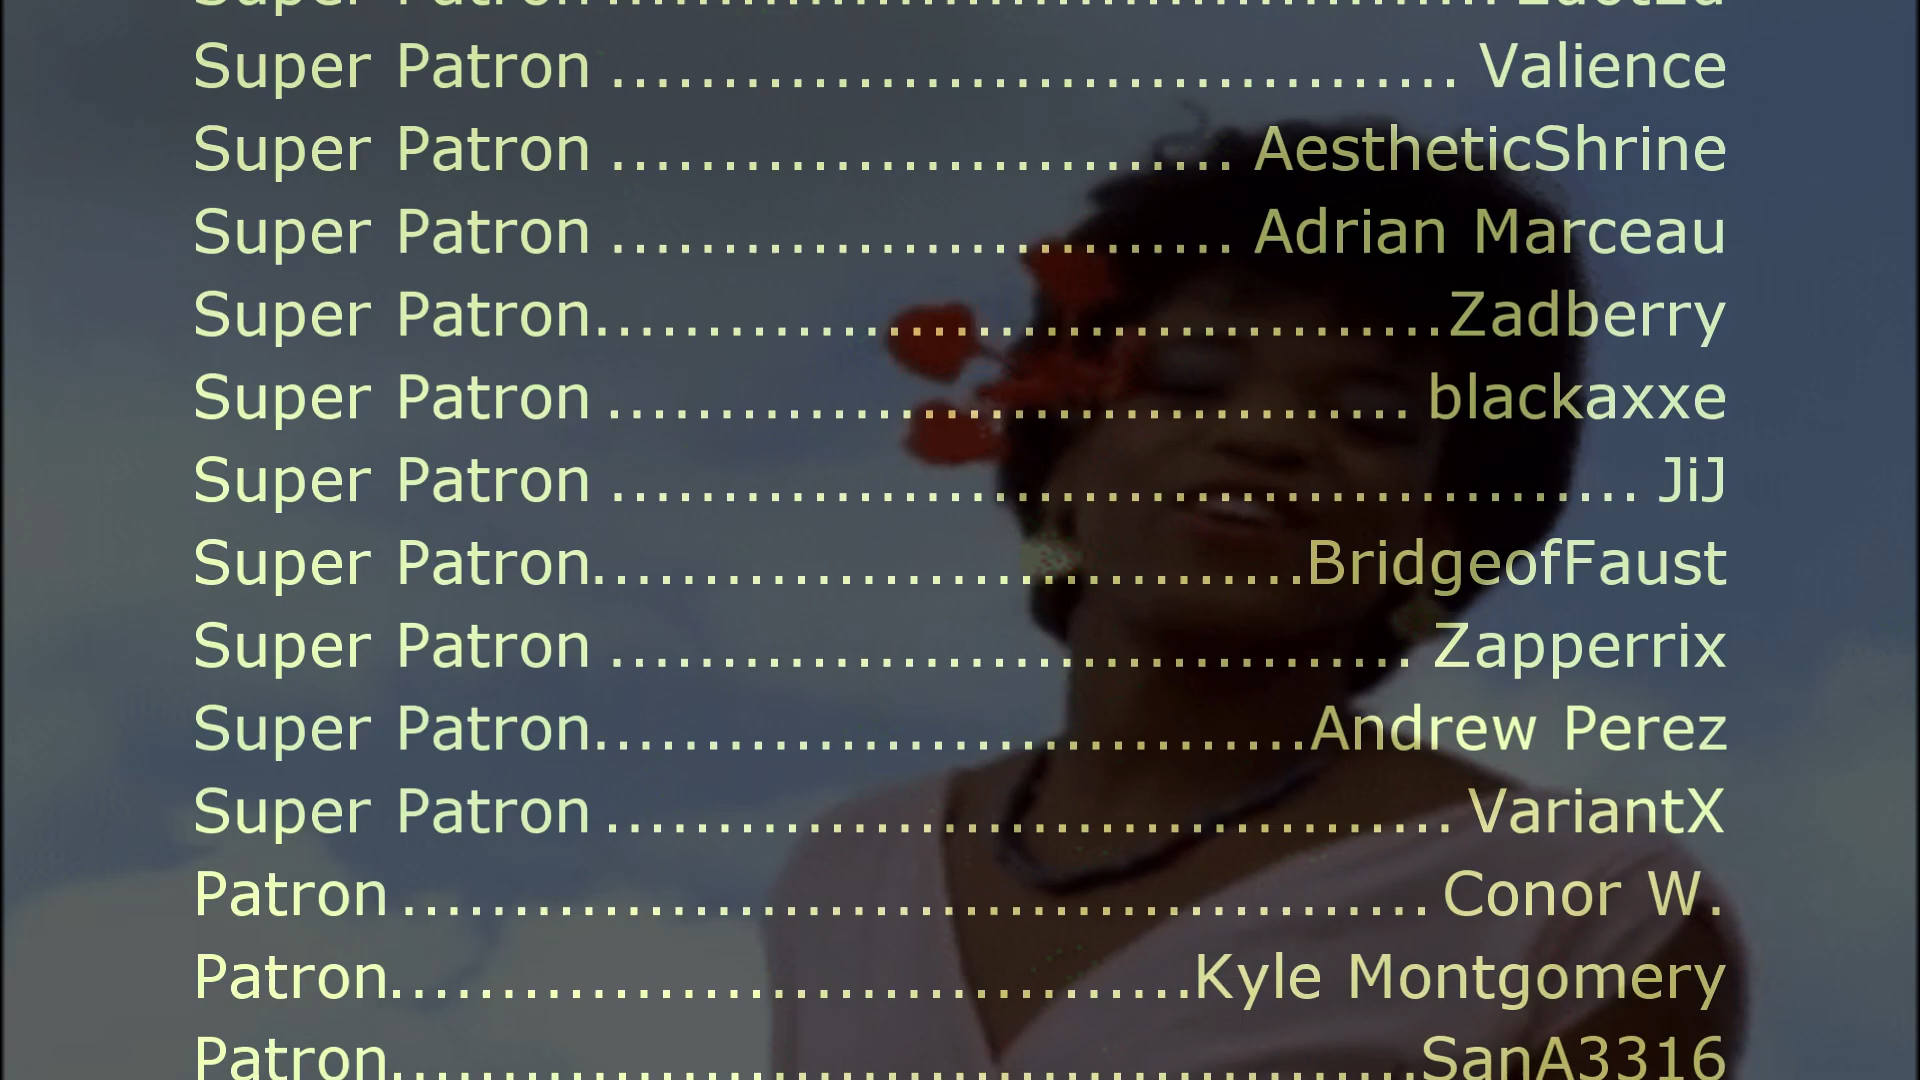 Super Patron
Super Patron ...................................... Valience
Super Patron ............................ AestheticShrine
Super Patron ............................ Adrian Marceau
Super Patron......................................Zadberry
Super Patron .................................... blackaxxe
Super Patron .............................................. JiJ
Super Patron................................BridgeofFaust
Super Patron .................................... Zapperrix
Super Patron................................Andrew Perez
Super Patron ...................................... VariantX
Patron .............................................. Conor W.
Patron....................................Kyle Montgomery
Patron..............................................SanA3316